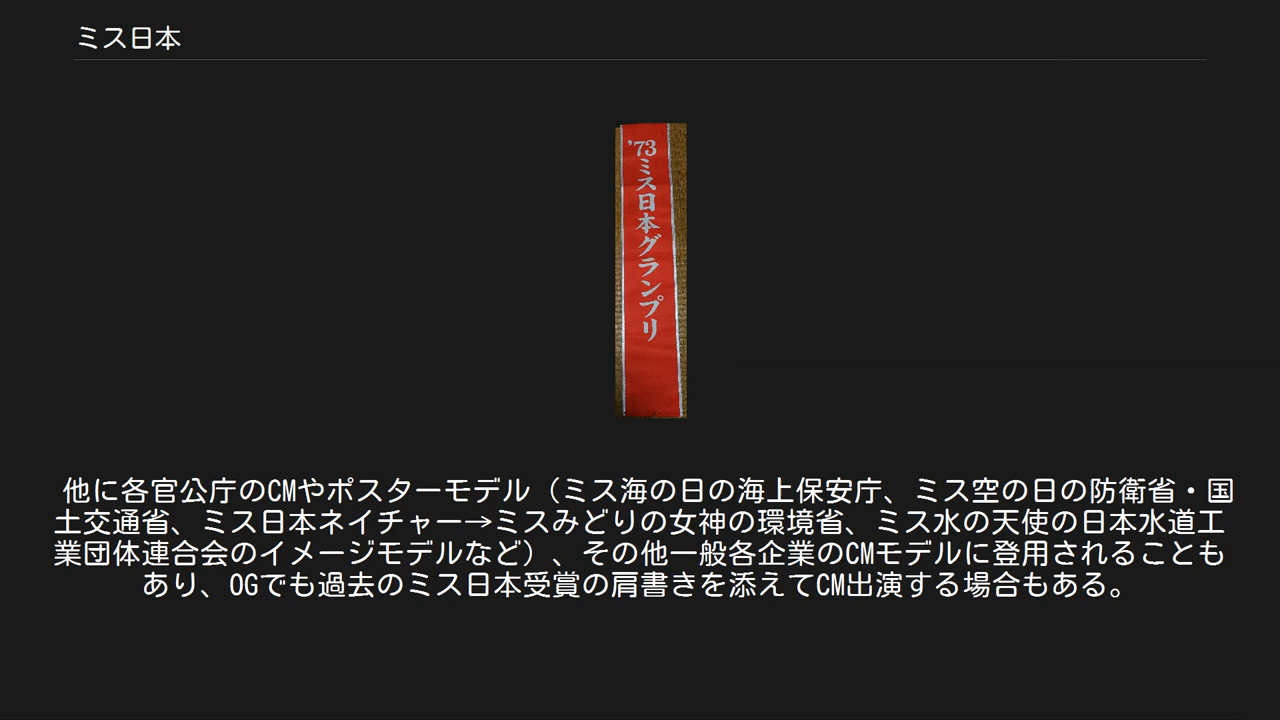 ミス日本
'73ミス日本グランプリ
他に各官公庁のCMやポスターモデル（ミス海の日の海上保安庁、ミス空の日の防衛省・国
土交通省、ミス日本ネイチャー→ミスみどりの女神の環境省、ミス水の天使の日本水道工
業団体連合会のイメージモデルなど）、その他一般各企業のCMモデルに登用されることも
あり、OGでも過去のミス日本受賞の肩書きを添えてCM出演する場合もある。